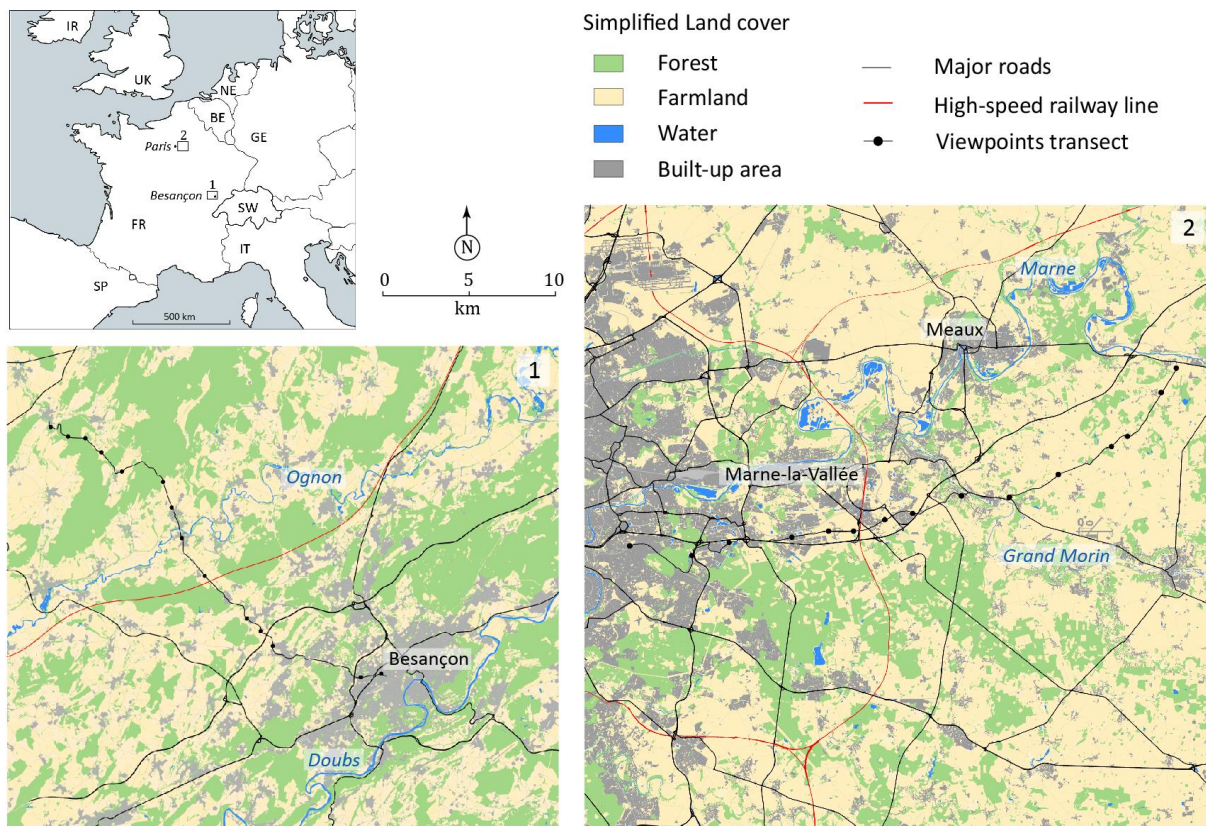 IR
UK
NE
BE
GE
2
Paris
1
Besançon
SW
FR
IT
SP
500 km
N
0 5 10
km
Simplified Land cover
Forest
Farmland
Water
Built-up area
Major roads
High-speed railway line
Viewpoints transect
1
Ognon
Besançon
Doubs
2
Marne
Meaux
Marne-la-Vallée
Grand Morin